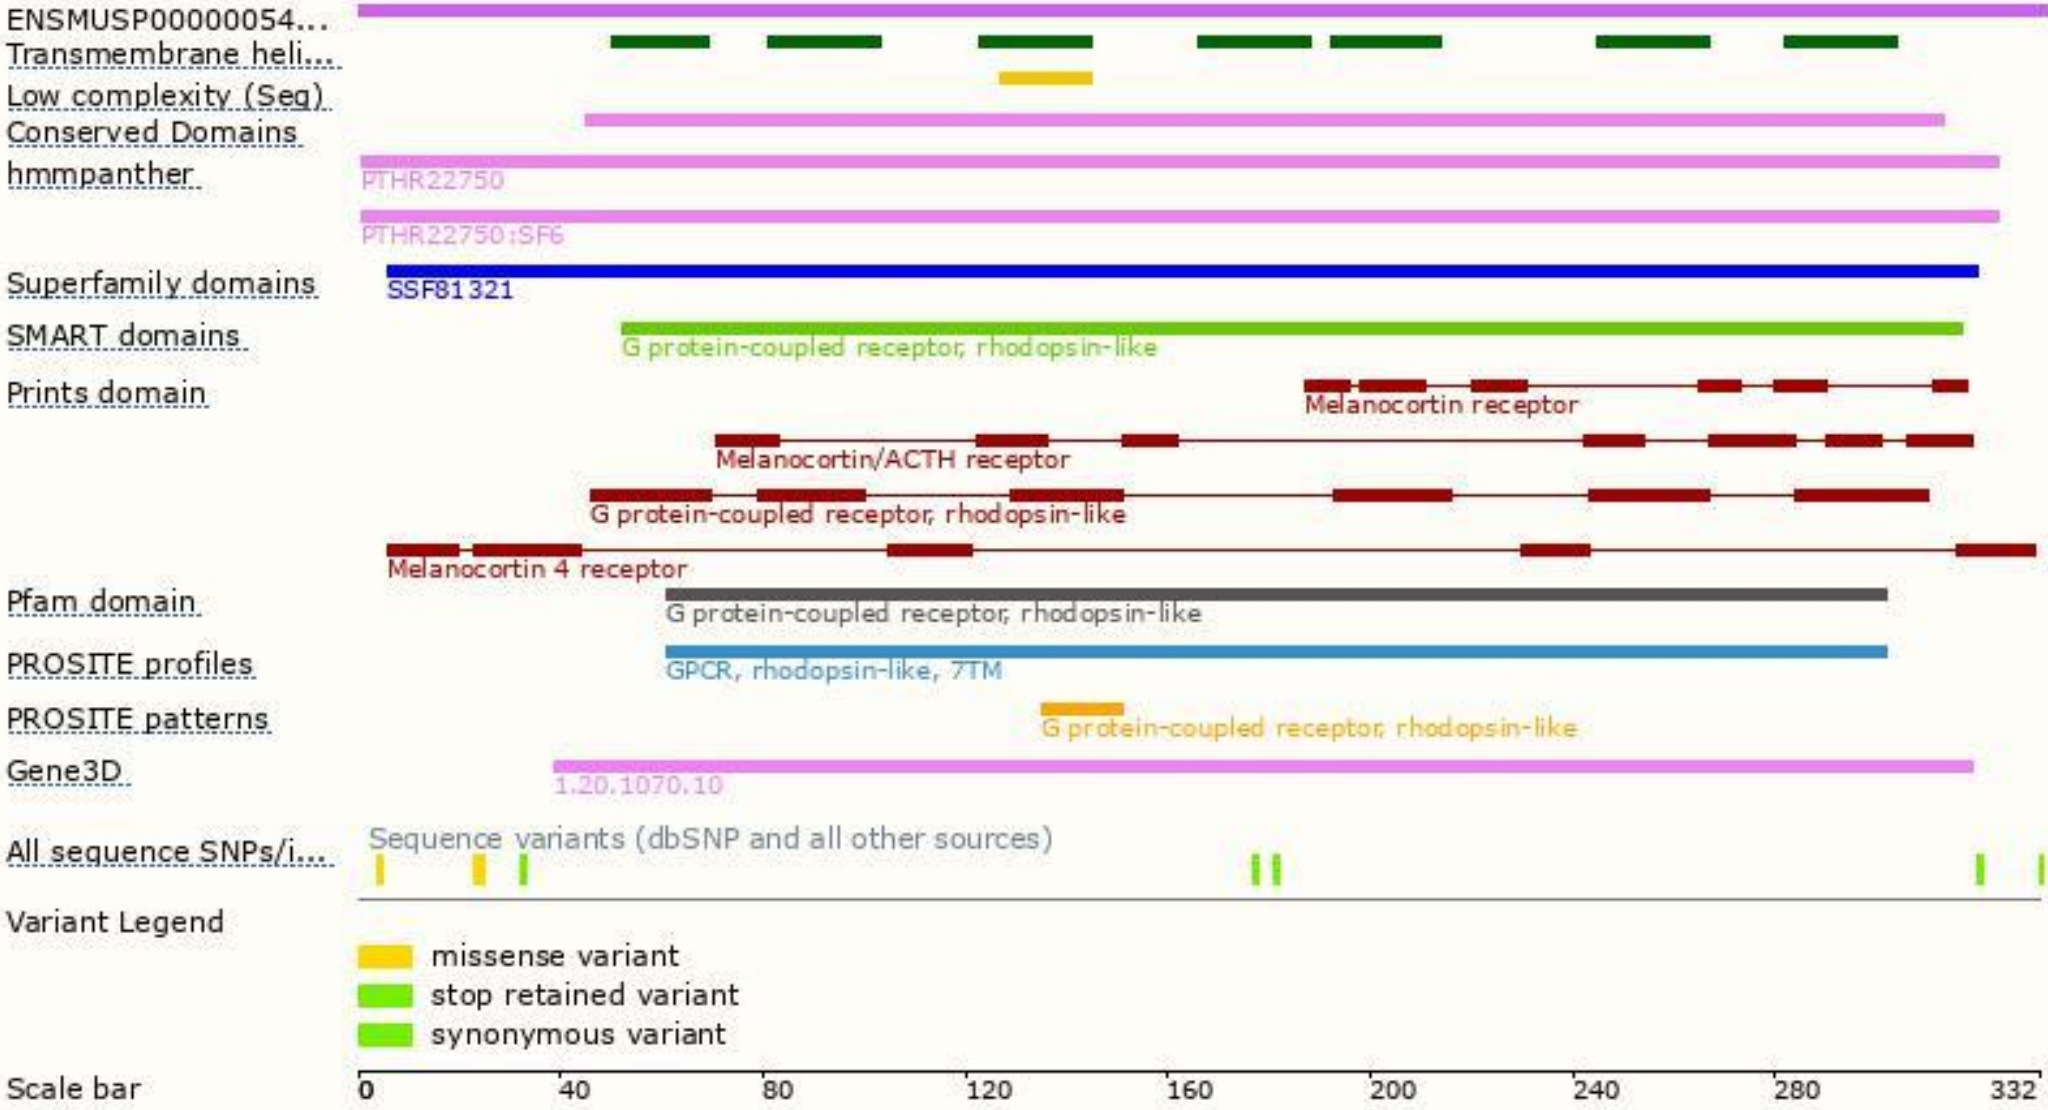 ENSMUSP00000054...
Transmembrane heli...
Low complexity (Seg)
Conserved Domains
hmmpanther
PTHR22750
PTHR22750:SF6
Superfamily domains
SSF81321
SMART domains
G protein-coupled receptor, rhodopsin-like
Prints domain
Melanocortin receptor
Melanocortin/ACTH receptor
G protein-coupled receptor, rhodopsin-like
Melanocortin 4 receptor
Pfam domain
G protein-coupled receptor, rhodopsin-like
PROSITE profiles
GPCR, rhodopsin-like, 7TM
PROSITE patterns
G protein-coupled receptor, rhodopsin-like
Gene3D
1.20.1070.10
Sequence variants (dbSNP and all other sources)
All sequence SNPs/i...
Variant Legend
missense variant
stop retained variant
synonymous variant
Scale bar 0 40 80 120 160 200 240 280 332